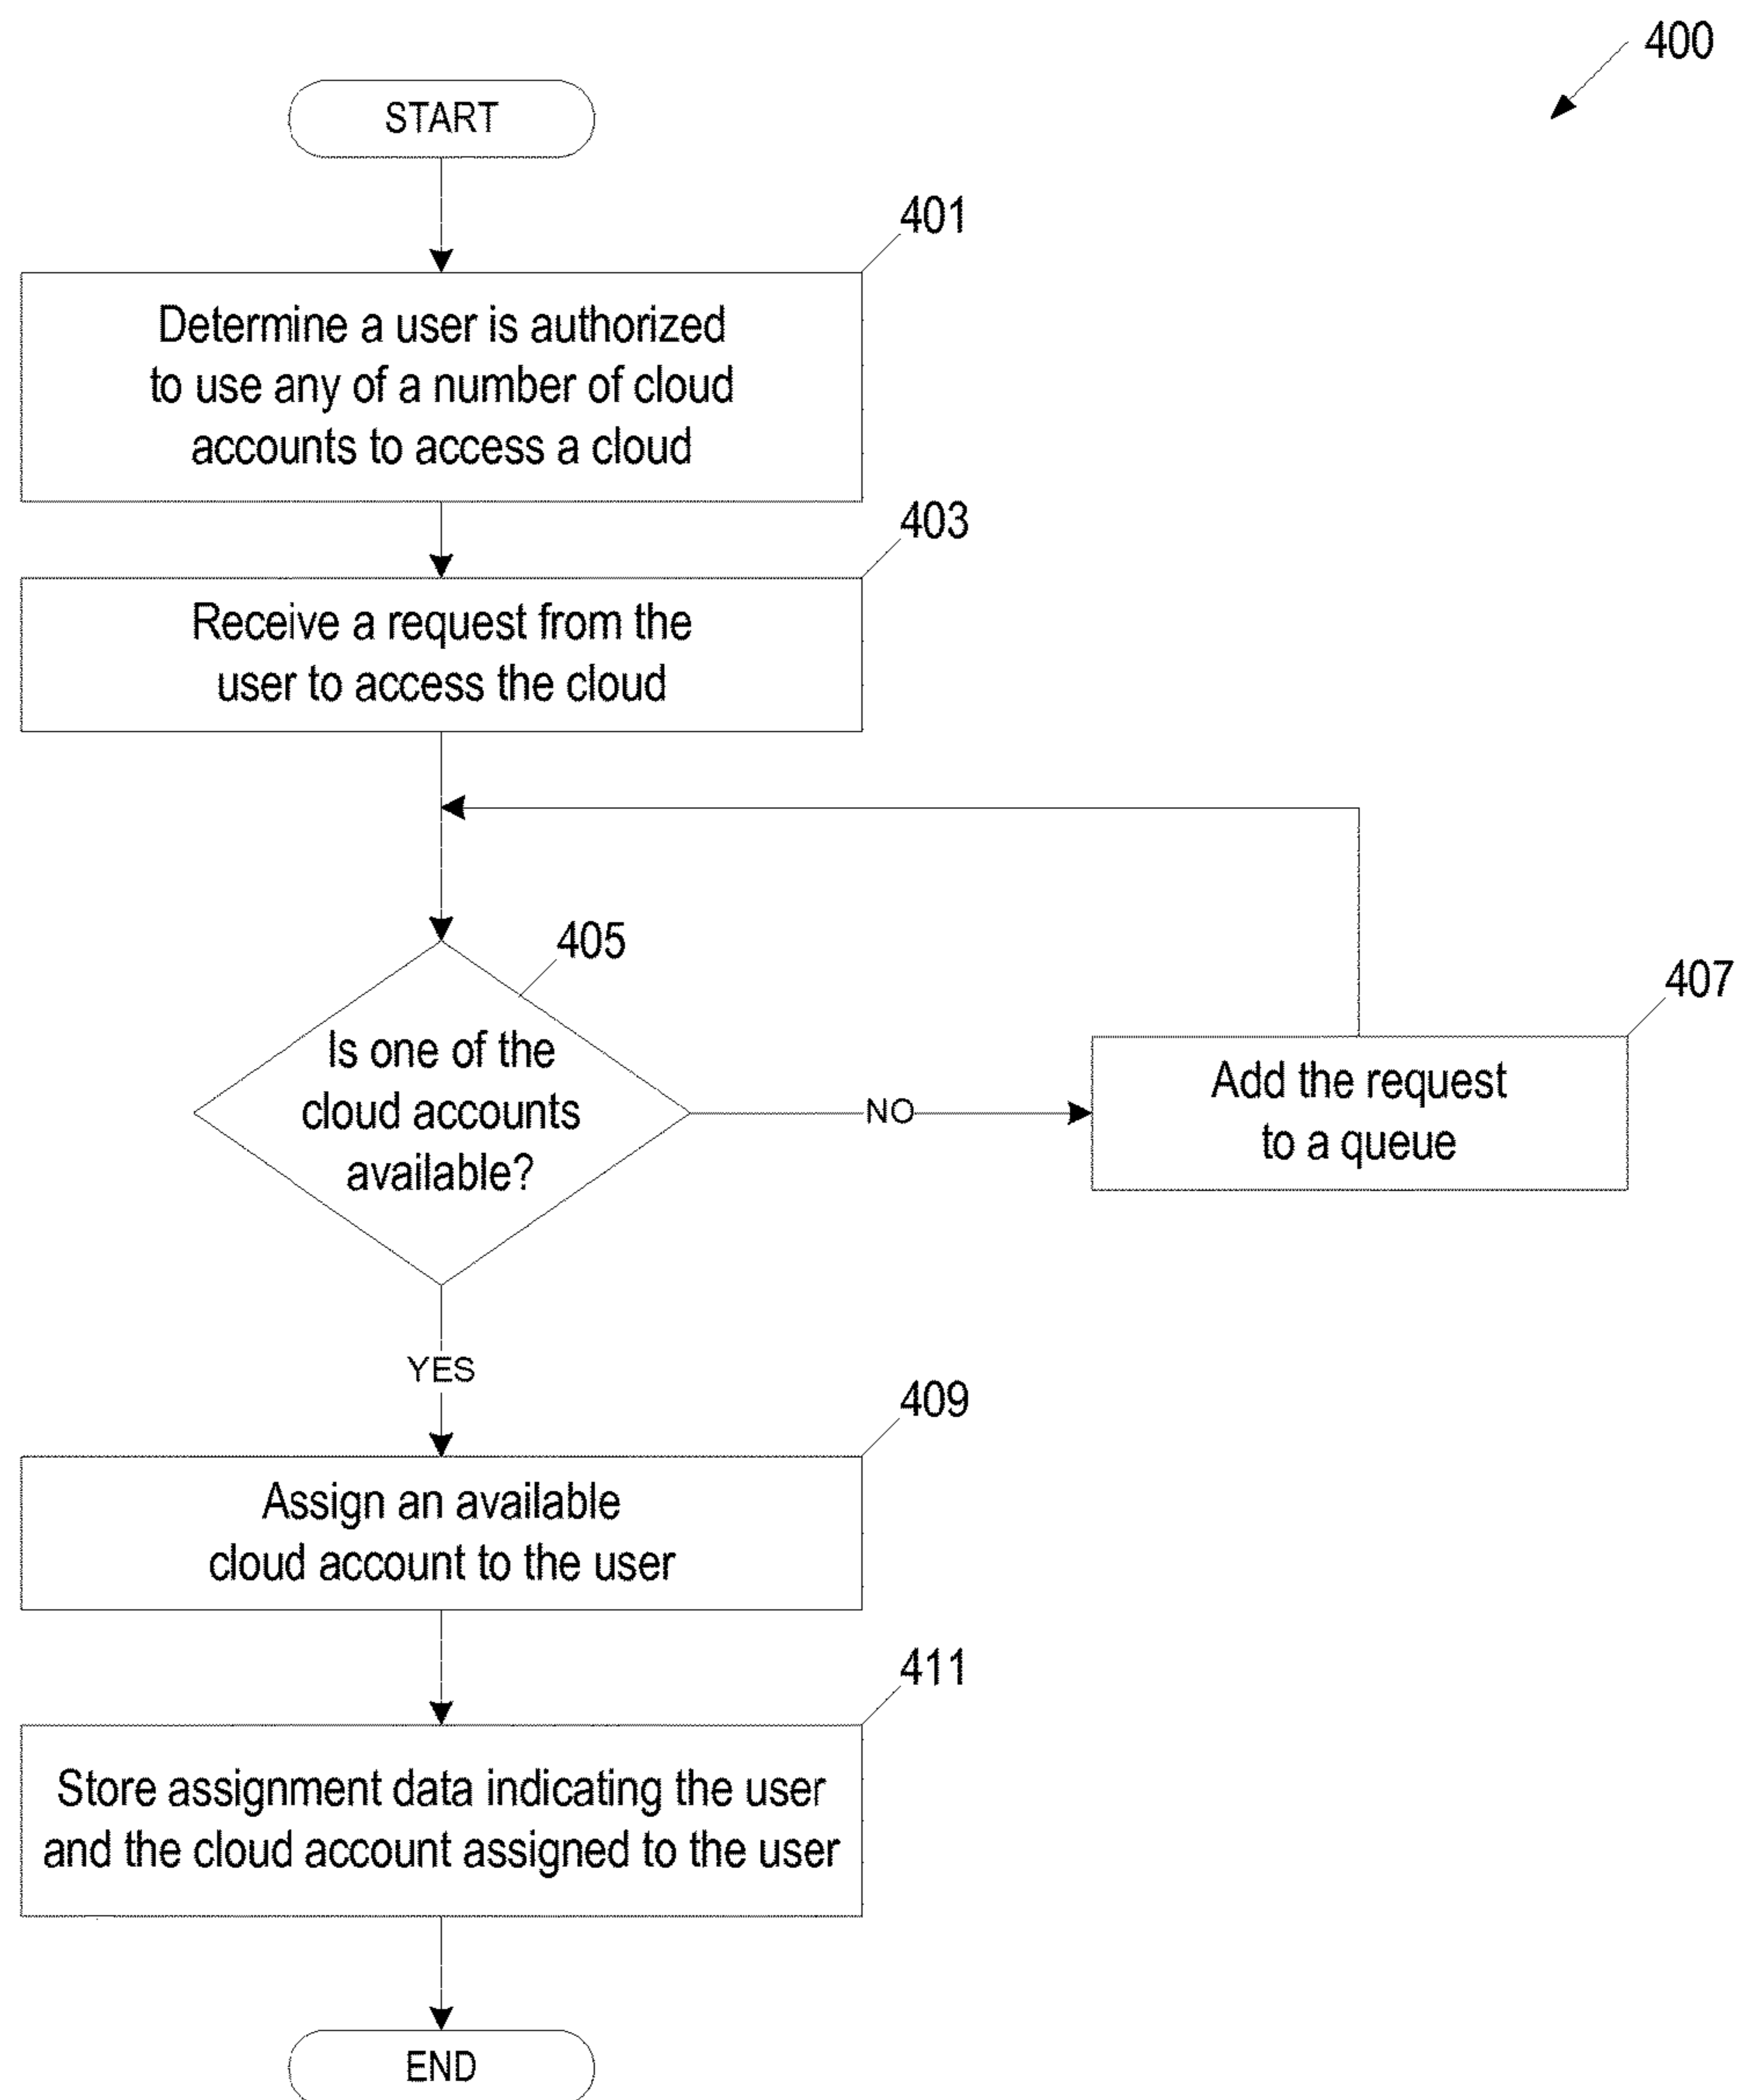 400
START
401
Determine a user is authorized
to use any of a number of cloud
accounts to access a cloud
403
Receive a request from the
user to access the cloud
405
Is one of the
cloud accounts
available?
NO
407
Add the request
to a queue
YES
409
Assign an available
cloud account to the user
411
Store assignment data indicating the user
and the cloud account assigned to the user
END